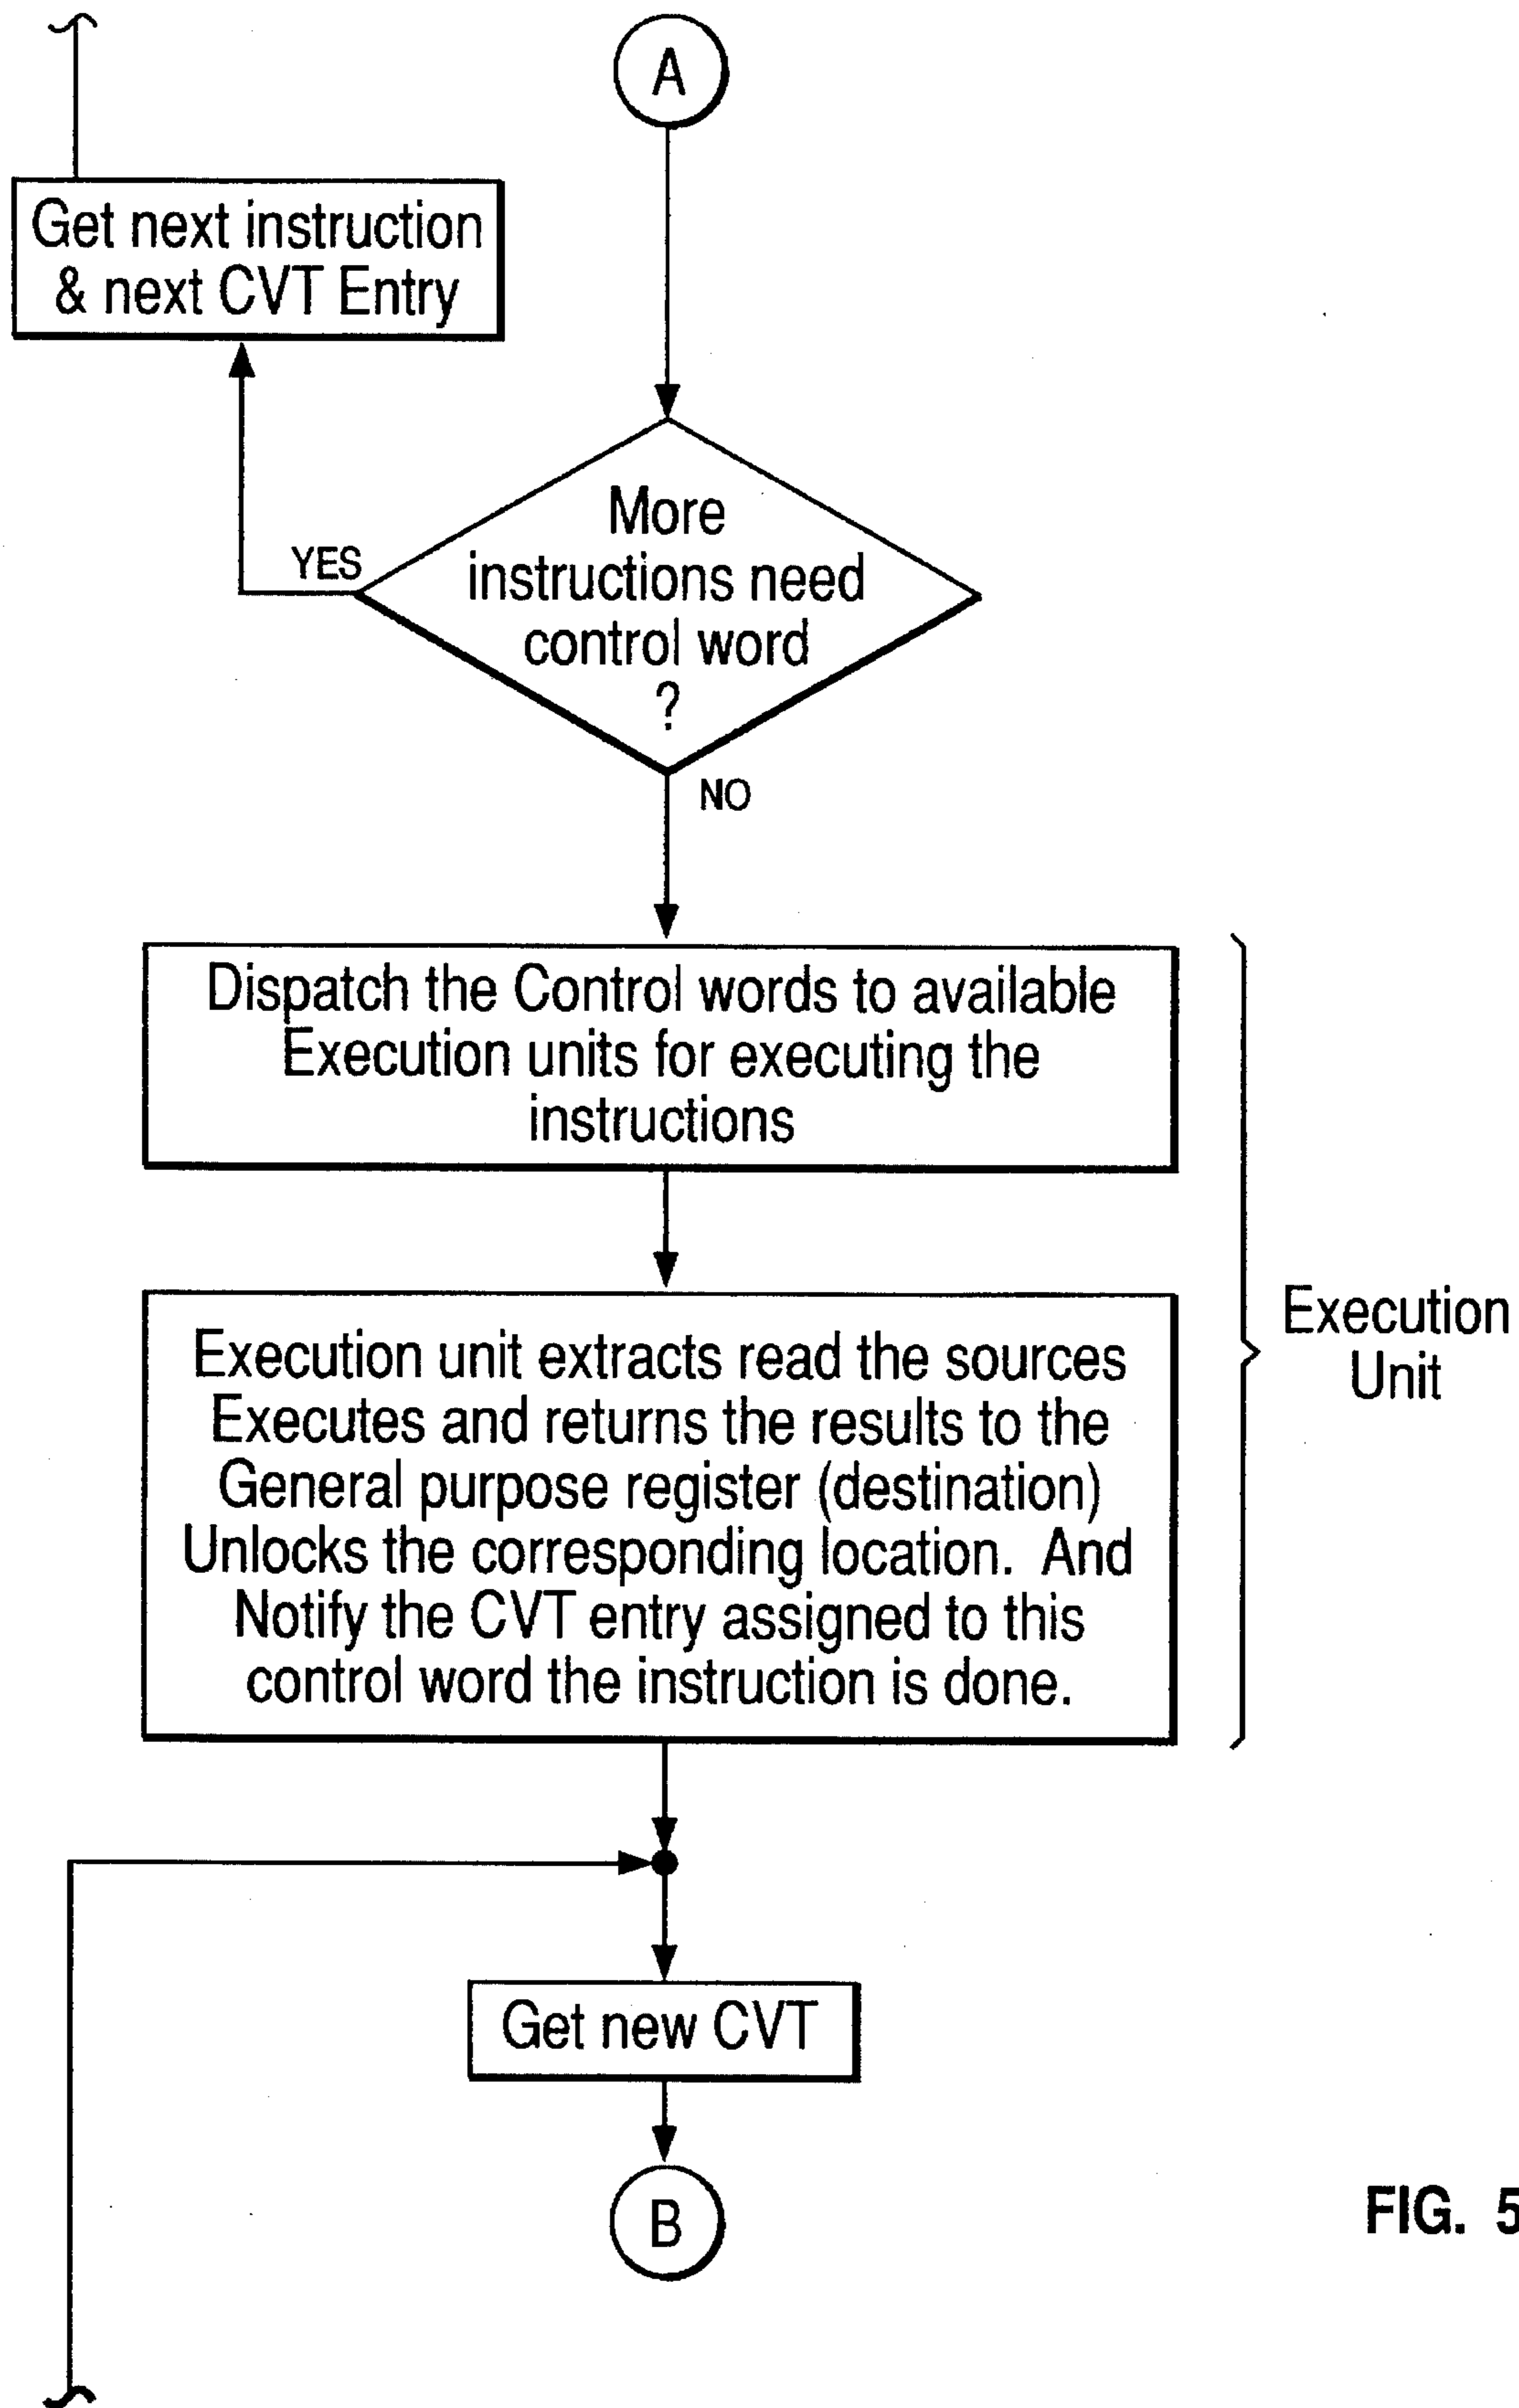 A
Get next instruction
& next CVT Entry
More
instructions need
control word
?
YES
NO
Dispatch the Control words to available
Execution units for executing the
instructions
Execution unit extracts read the sources
Executes and returns the results to the
General purpose register (destination)
Unlocks the corresponding location. And
Notify the CVT entry assigned to this
control word the instruction is done.
Execution
Unit
Get new CVT
B
FIG. 5